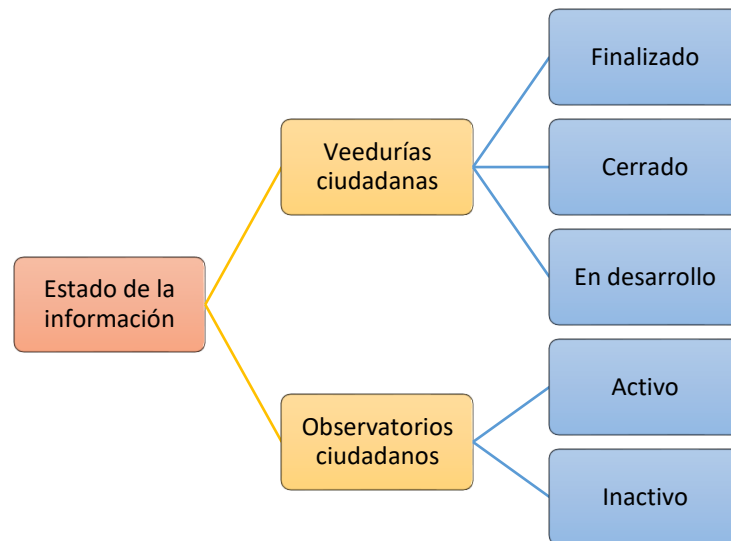 Estado de la
información
Veedurías
ciudadanas
Finalizado
Cerrado
En desarrollo
Observatorios
ciudadanos
Activo
Inactivo